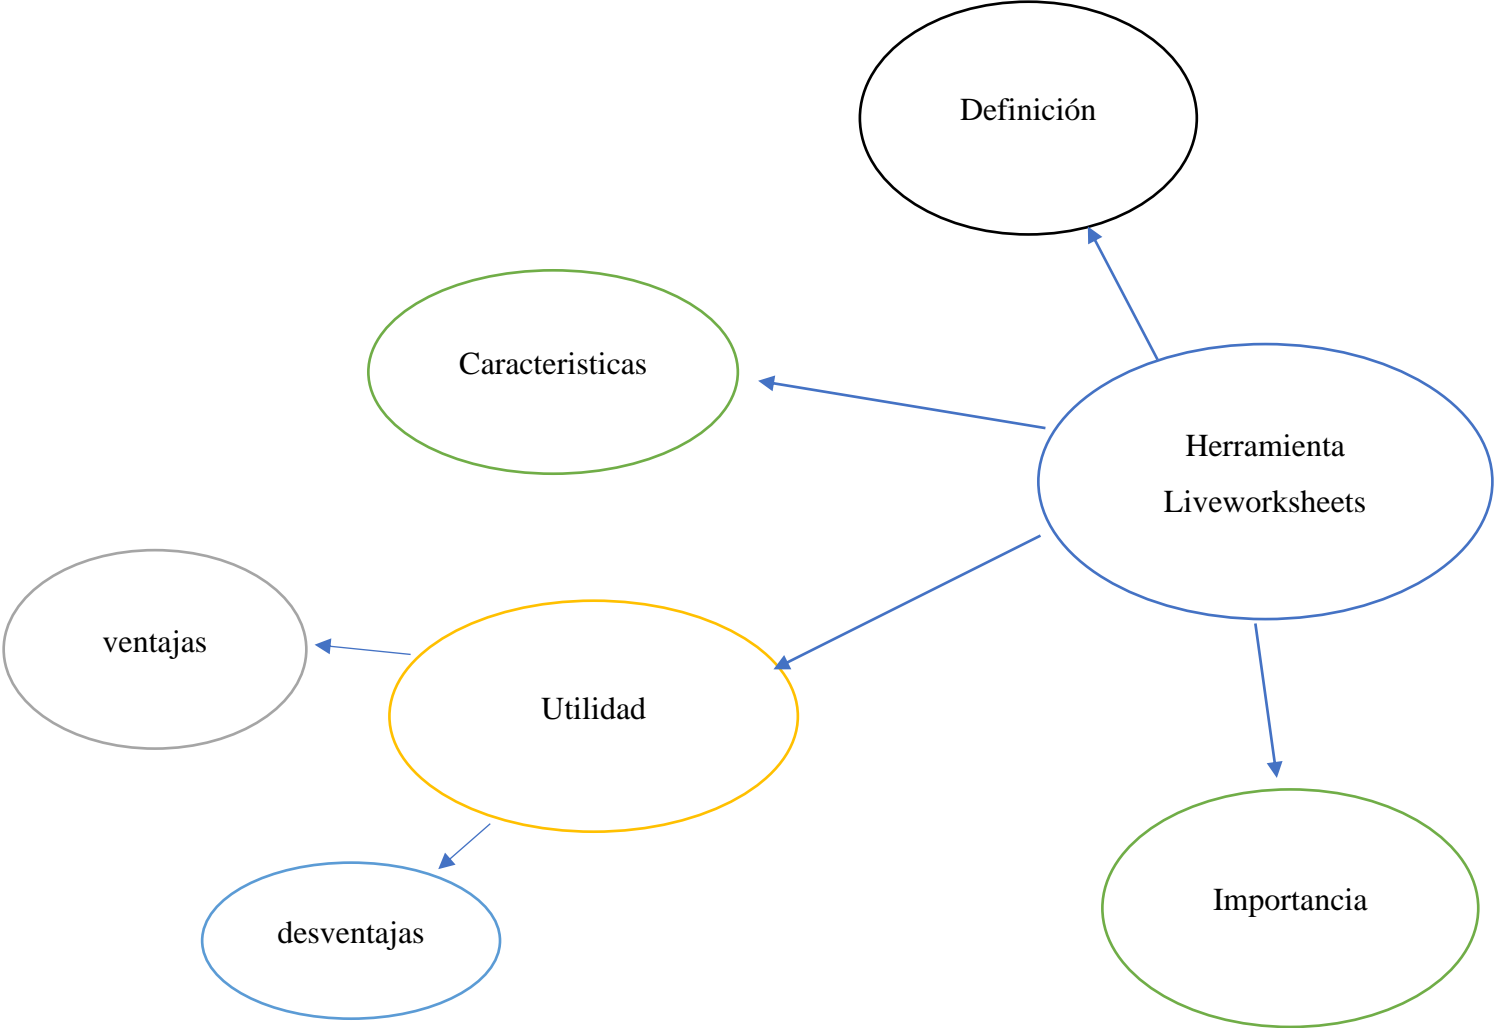 Definición
Caracteristicas
Herramienta
Liveworksheets
ventajas
Utilidad
Importancia
desventajas